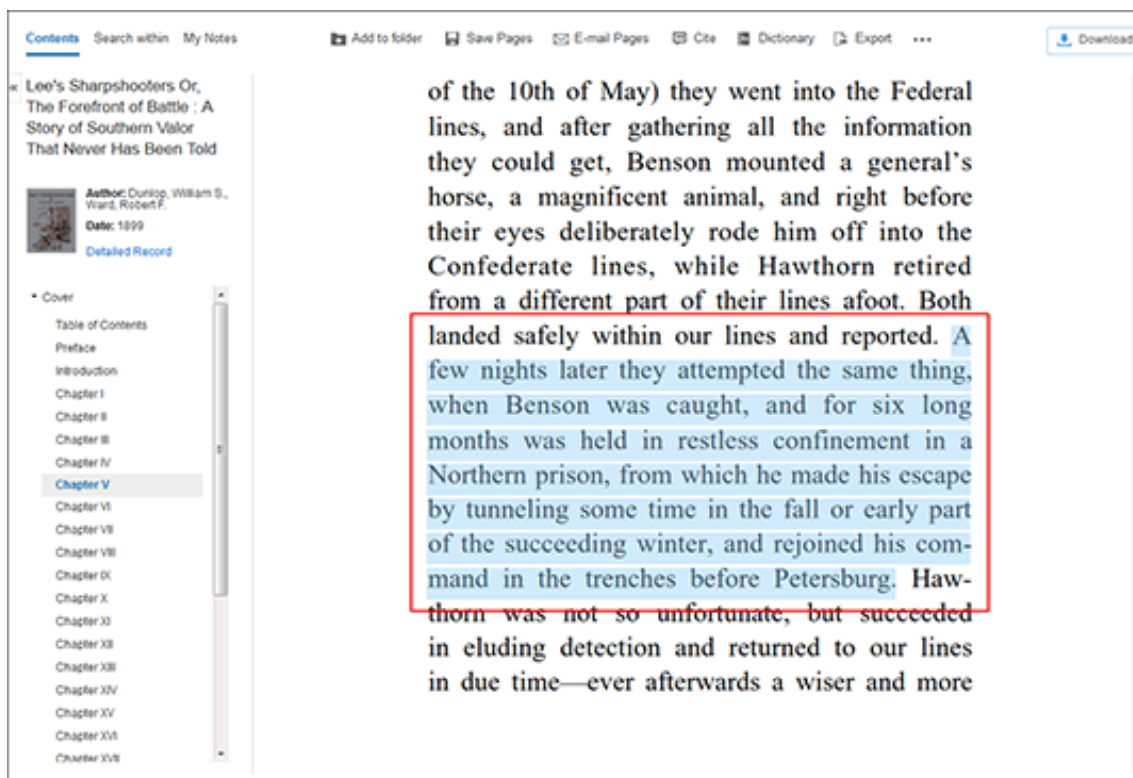 Contents Search within My Notes
Add to folder Save Pages E-mail Pages Cite Dictionary Export ... Download
«
Lee's Sharpshooters Or,
The Forefront of Battle : A
Story of Southern Valor
That Never Has Been Told
Author: Dunlop, William S.,
Ward, Robert F.
Date: 1899
Detailed Record
Cover
Table of Contents
Preface
Introduction
Chapter I
Chapter II
Chapter III
Chapter IV
Chapter V
Chapter VI
Chapter VII
Chapter VIII
Chapter IX
Chapter X
Chapter XI
Chapter XII
Chapter XIII
Chapter XIV
Chapter XV
Chapter XVI
Chapter XVII
of the 10th of May) they went into the Federal
lines, and after gathering all the information
they could get, Benson mounted a general's
horse, a magnificent animal, and right before
their eyes deliberately rode him off into the
Confederate lines, while Hawthorn retired
from a different part of their lines afoot. Both
landed safely within our lines and reported. A
few nights later they attempted the same thing,
when Benson was caught, and for six long
months was held in restless confinement in a
Northern prison, from which he made his escape
by tunneling some time in the fall or early part
of the succeeding winter, and rejoined his com-
mand in the trenches before Petersburg. Haw-
thorn was not so unfortunate, but succeeded
in eluding detection and returned to our lines
in due time—ever afterwards a wiser and more